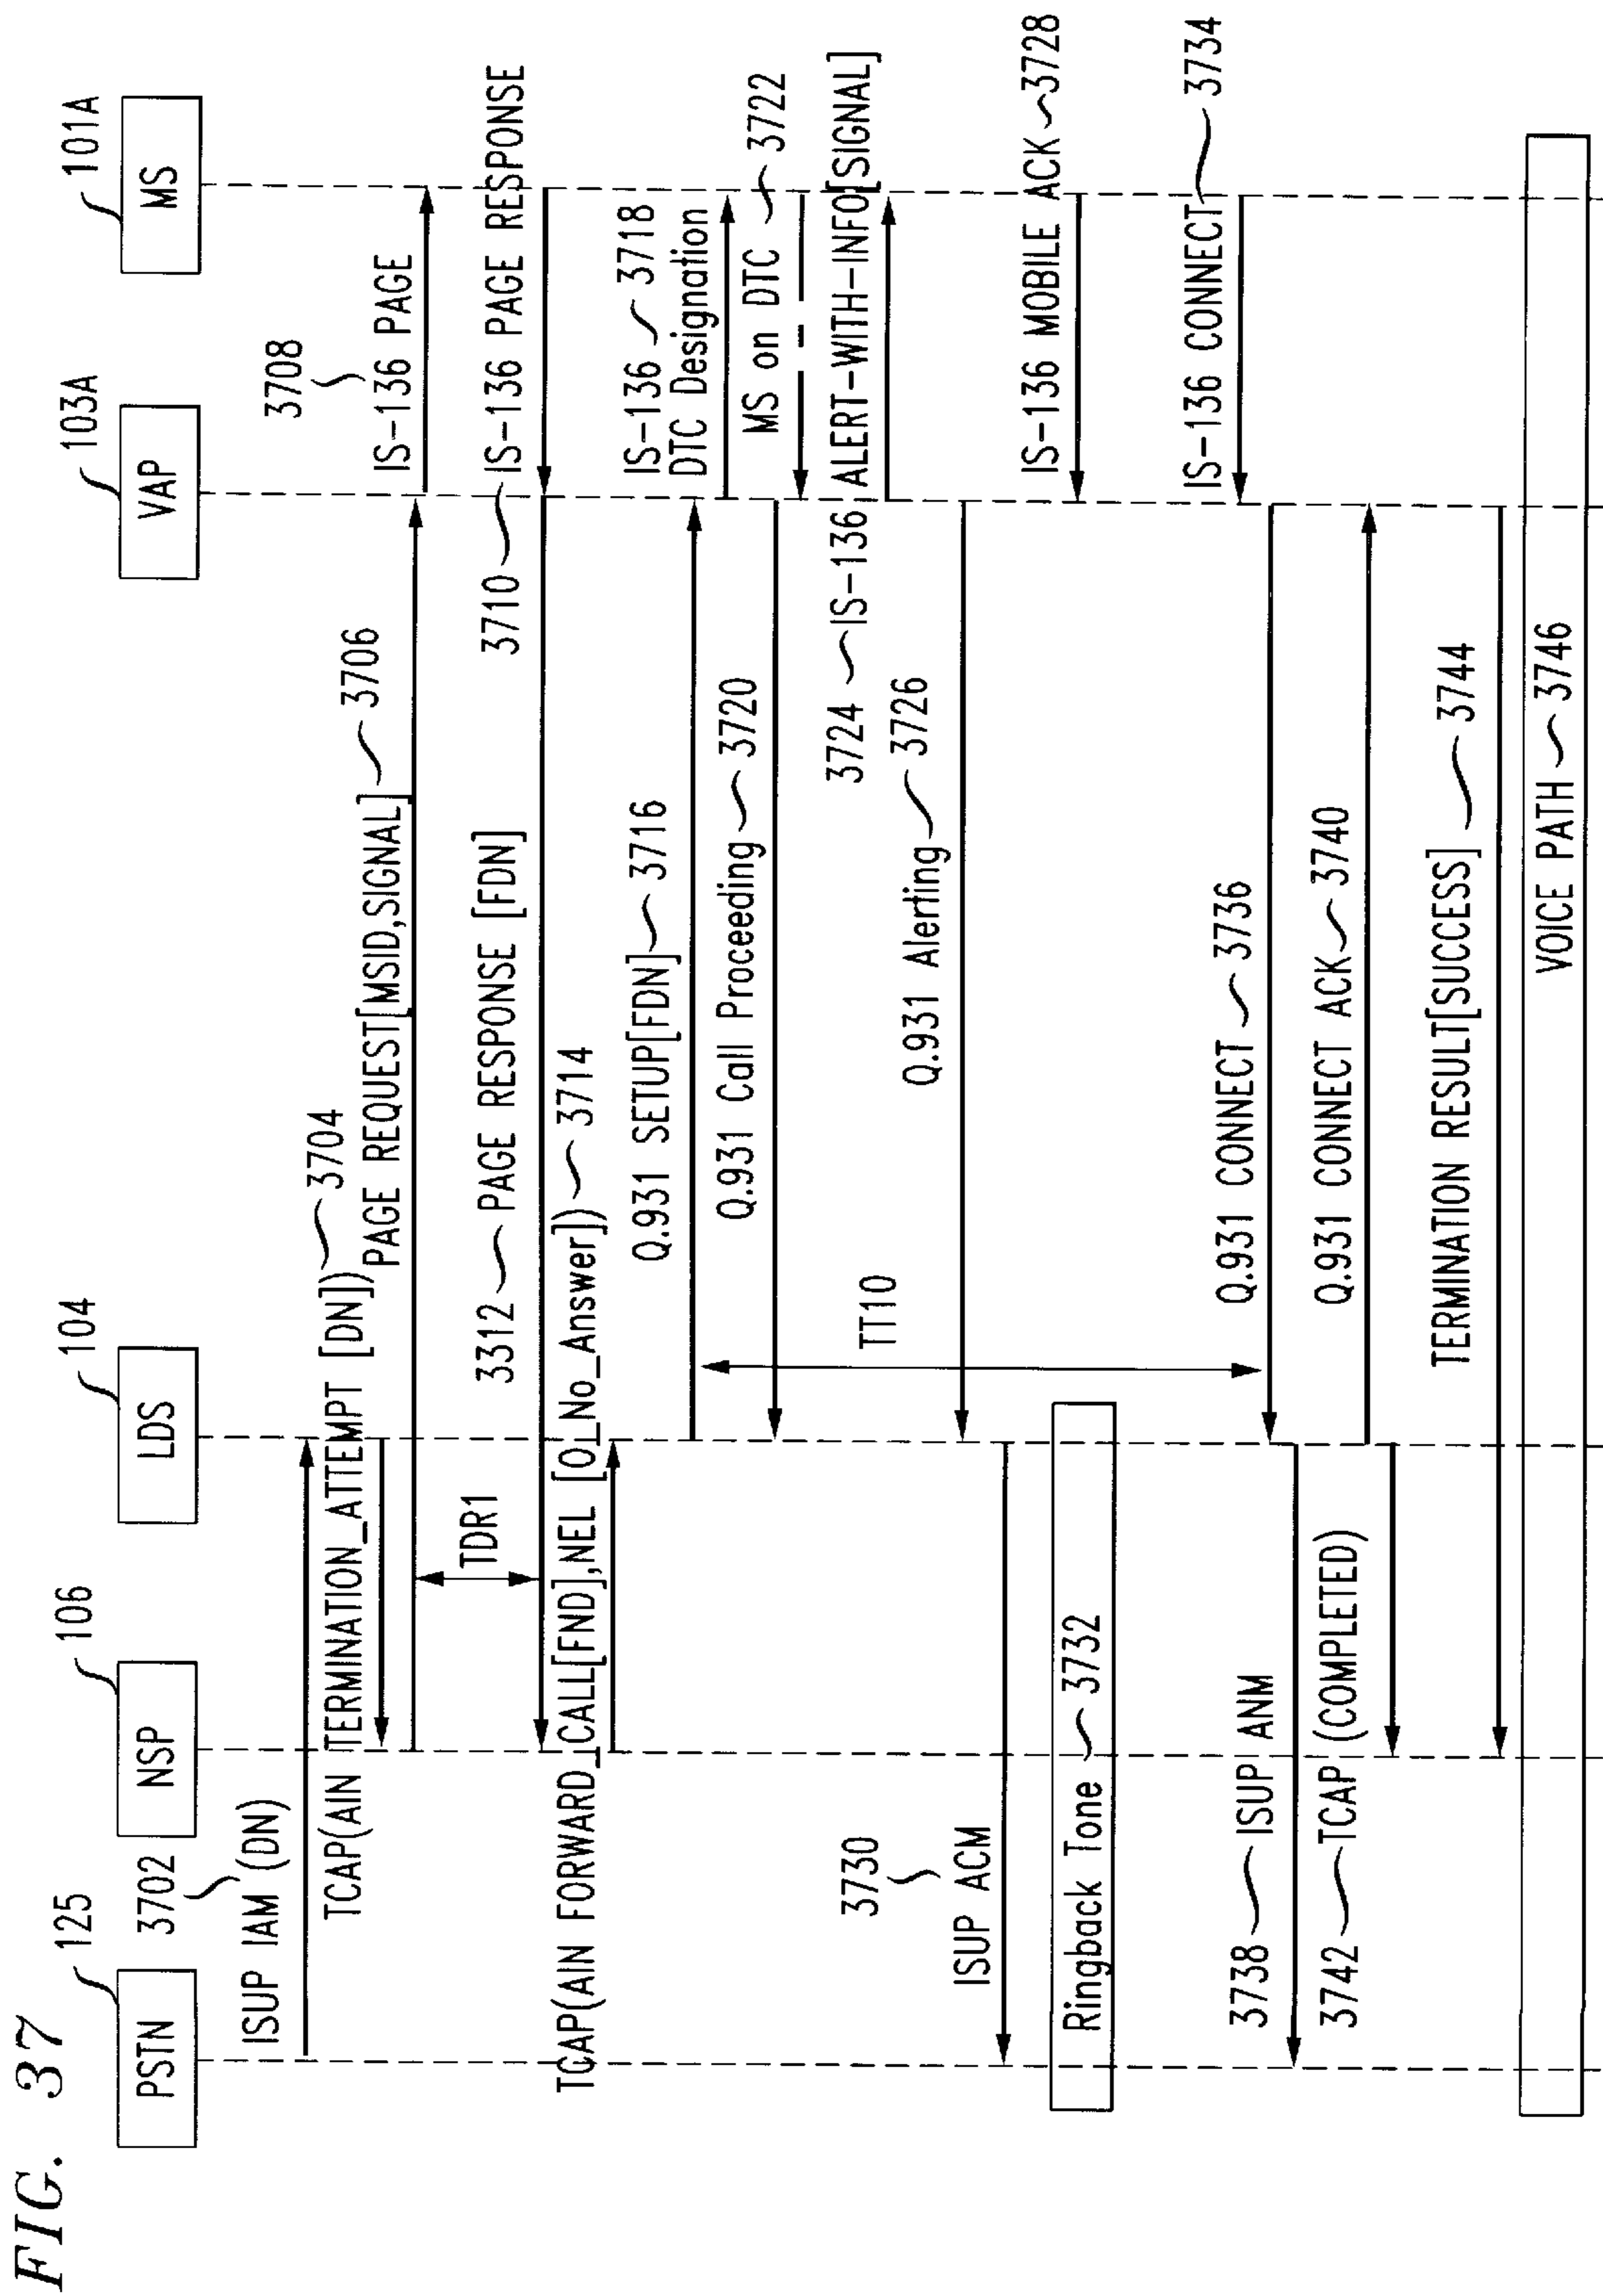 FIG. 37
125
106
104
103A
101A
PSTN
NSP
LDS
VAP
MS
3702
ISUP IAM (DN)
TCAP(AIN TERMINATION_ATTEMPT [DN]) 3704
PAGE REQUEST[MSID,SIGNAL] 3706
3708
IS-136 PAGE
TDR1
3710 IS-136 PAGE RESPONSE
3312 PAGE RESPONSE [FDN]
TCAP(AIN FORWARD_CALL[FND],NEL [O_No_Answer]) 3714
Q.931 SETUP[FDN] 3716
IS-136 3718
DTC Designation
Q.931 Call Proceeding 3720
MS on DTC 3722
3724 IS-136 ALERT-WITH-INFO[SIGNAL]
Q.931 Alerting 3726
TT10
3730
ISUP ACM
IS-136 MOBILE ACK 3728
Ringback Tone 3732
IS-136 CONNECT 3734
Q.931 CONNECT 3736
3738 ISUP ANM
Q.931 CONNECT ACK 3740
3742 TCAP (COMPLETED)
TERMINATION RESULT[SUCCESS] 3744
VOICE PATH 3746